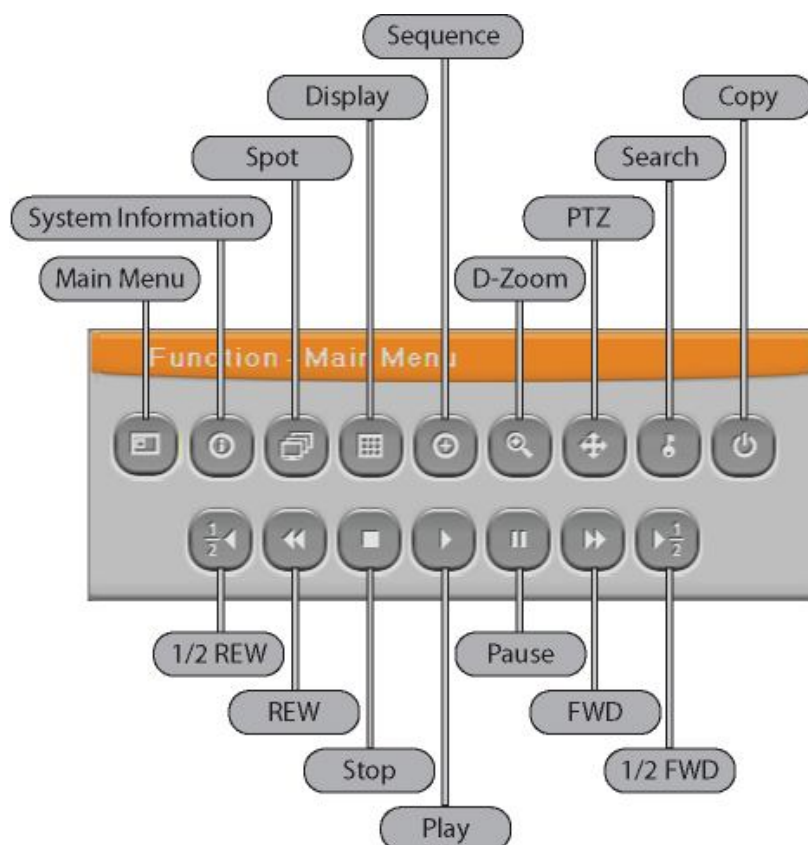 Sequence
Display
Copy
Spot
Search
System Information
PTZ
Main Menu
D-Zoom
Function - Main Menu
1/2
1/2
1/2 REW
Pause
REW
FWD
Stop
1/2 FWD
Play